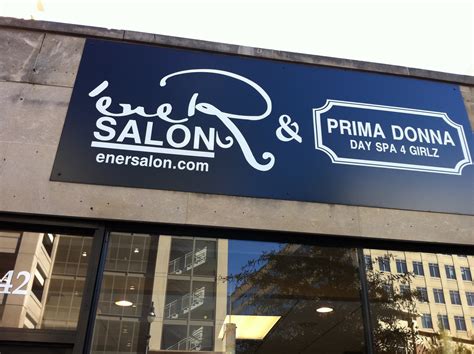 'eneR
SALON
enersalon.com
&
PRIMA DONNA
DAY SPA 4 GIRLZ
42